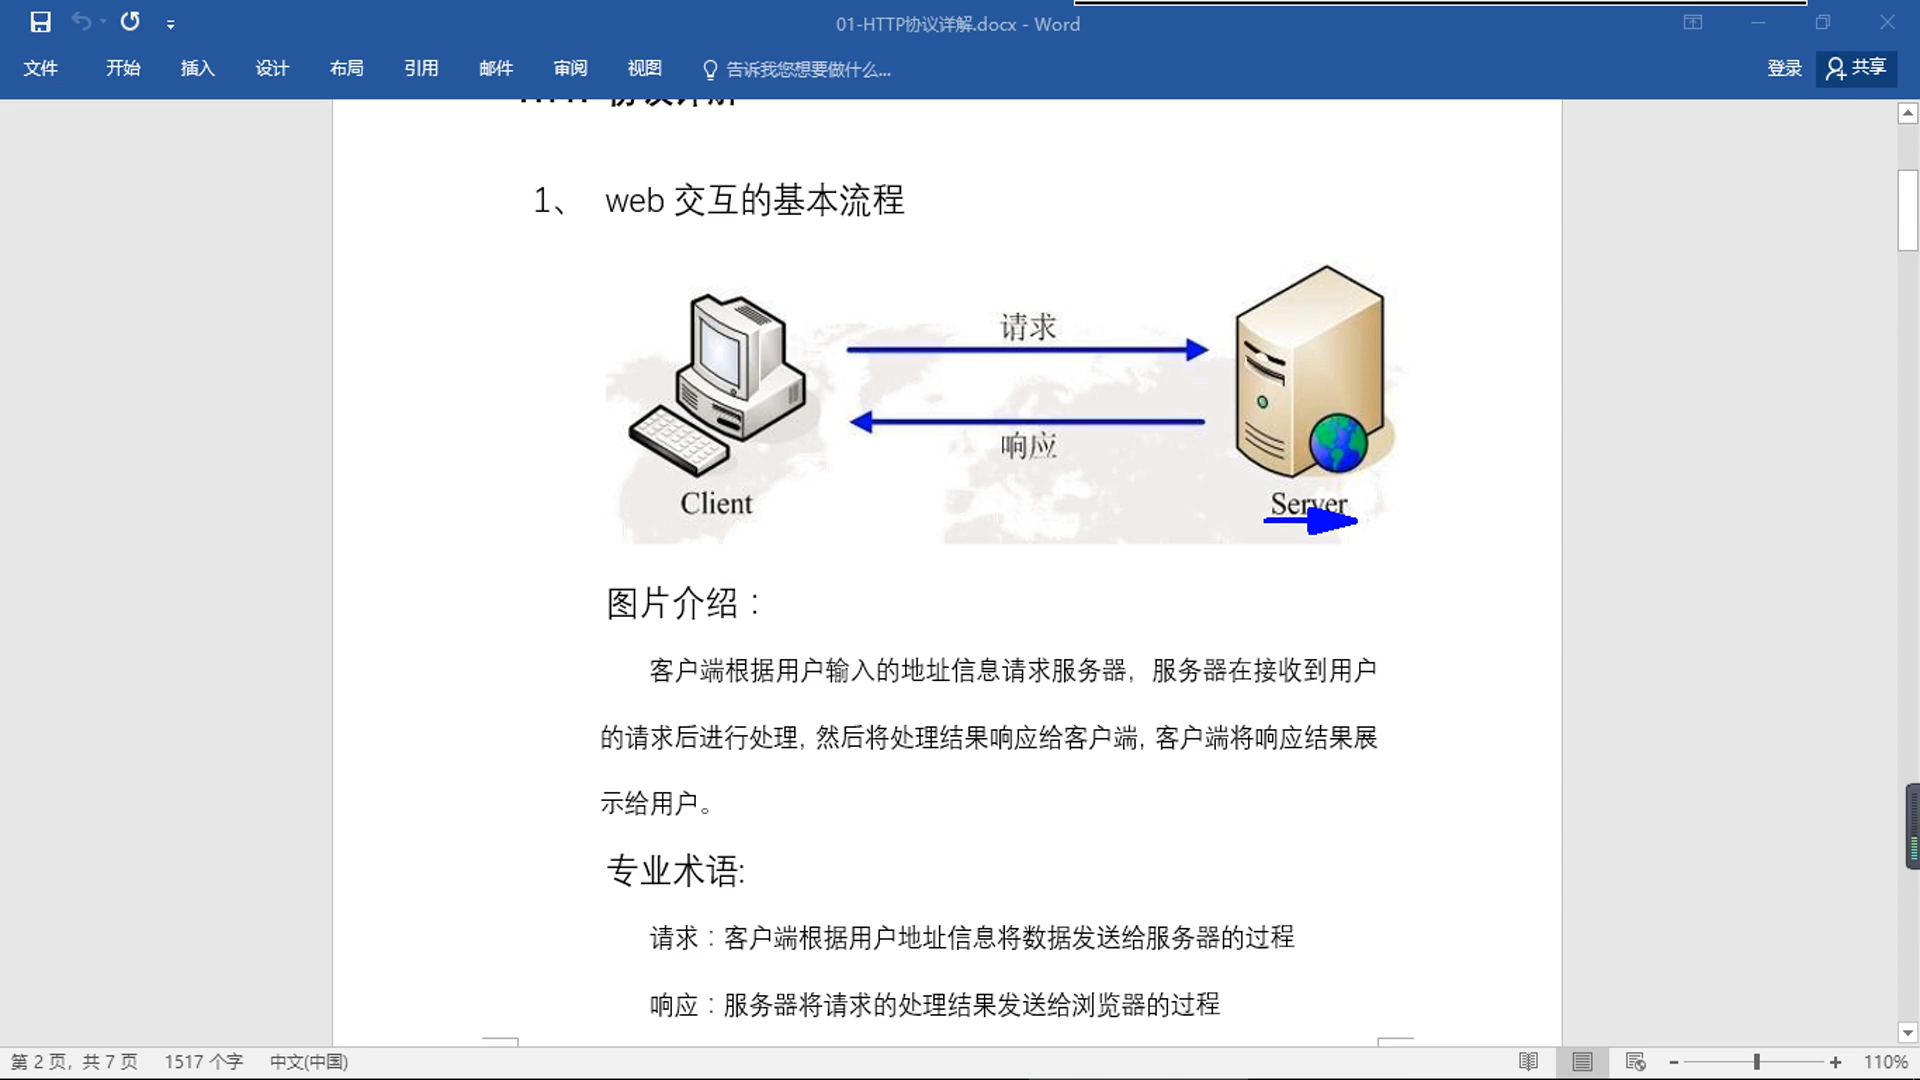 01-HTTP协议详解.docx - Word
文件 开始 插入 设计 布局 引用 邮件 审阅 视图 告诉我您想要做什么... 登录 共享
HTTP 协议详解
1、 web 交互的基本流程
请求
响应
Client
Server
图片介绍：
客户端根据用户输入的地址信息请求服务器，服务器在接收到用户
的请求后进行处理，然后将处理结果响应给客户端，客户端将响应结果展
示给用户。
专业术语:
请求：客户端根据用户地址信息将数据发送给服务器的过程
响应：服务器将请求的处理结果发送给浏览器的过程
第 2 页，共 7 页 1517 个字 中文(中国) 110%